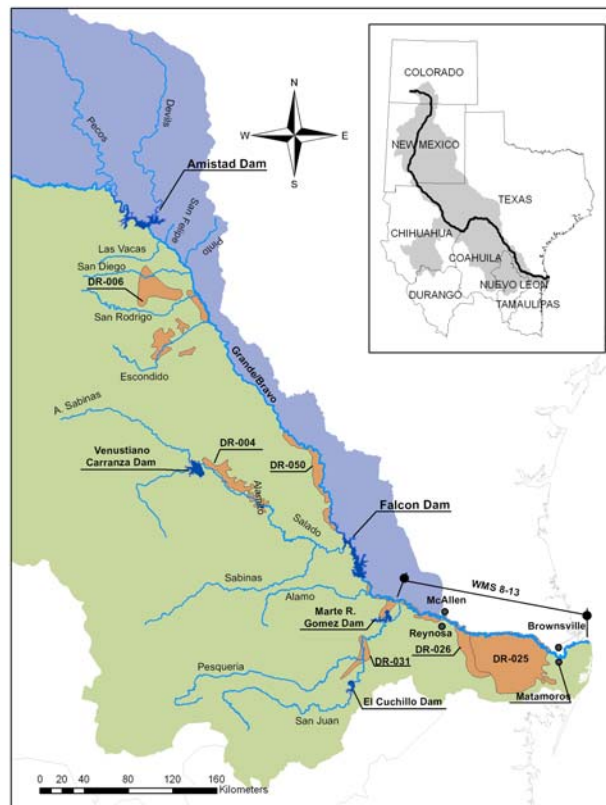 N
W
E
S
Pecos
Devils
Amistad Dam
San Felipe
Pinto
Las Vacas
San Diego
DR-006
San Rodrigo
Escondido
Grande/Bravo
A. Sabinas
DR-004
Venustiano
Carranza Dam
DR-050
Alamito
Salado
Falcon Dam
Sabinas
WMS 8-13
Alamo
McAllen
Marte R.
Gomez Dam
Brownsville
Reynosa
DR-026
DR-025
Pesqueria
DR-031
El Cuchillo Dam
Matamoros
San Juan
0 20 40 80 120 160
Kilometers
COLORADO
NEW MEXICO
TEXAS
CHIHUAHUA
COAHUILA
NUEVO LEON
DURANGO
TAMAULIPAS